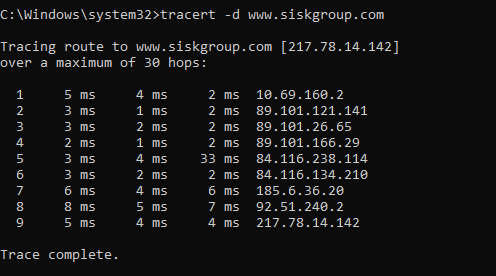 C:\Windows\system32>tracert -d www.siskgroup.com
Tracing route to www.siskgroup.com [217.78.14.142]
over a maximum of 30 hops:
1 5 ms 4 ms 2 ms 10.69.160.2
2 3 ms 1 ms 2 ms 89.101.121.141
3 3 ms 2 ms 2 ms 89.101.26.65
4 2 ms 1 ms 2 ms 89.101.166.29
5 3 ms 4 ms 33 ms 84.116.238.114
6 3 ms 2 ms 2 ms 84.116.134.210
7 6 ms 4 ms 6 ms 185.6.36.20
8 8 ms 5 ms 7 ms 92.51.240.2
9 5 ms 4 ms 4 ms 217.78.14.142
Trace complete.